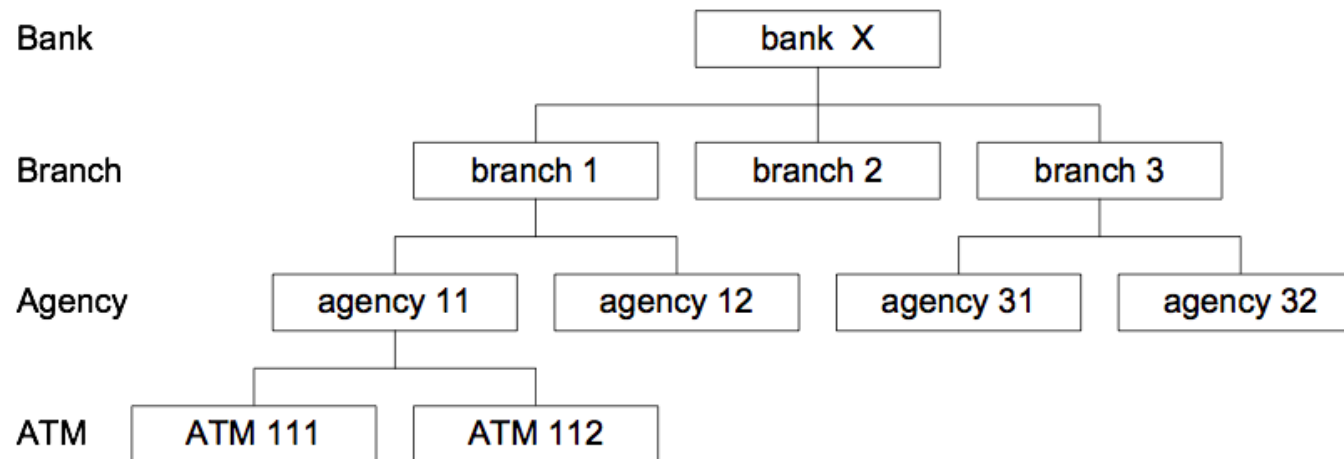 Bank
bank X
Branch
branch 1
branch 2
branch 3
Agency
agency 11
agency 12
agency 31
agency 32
ATM
ATM 111
ATM 112